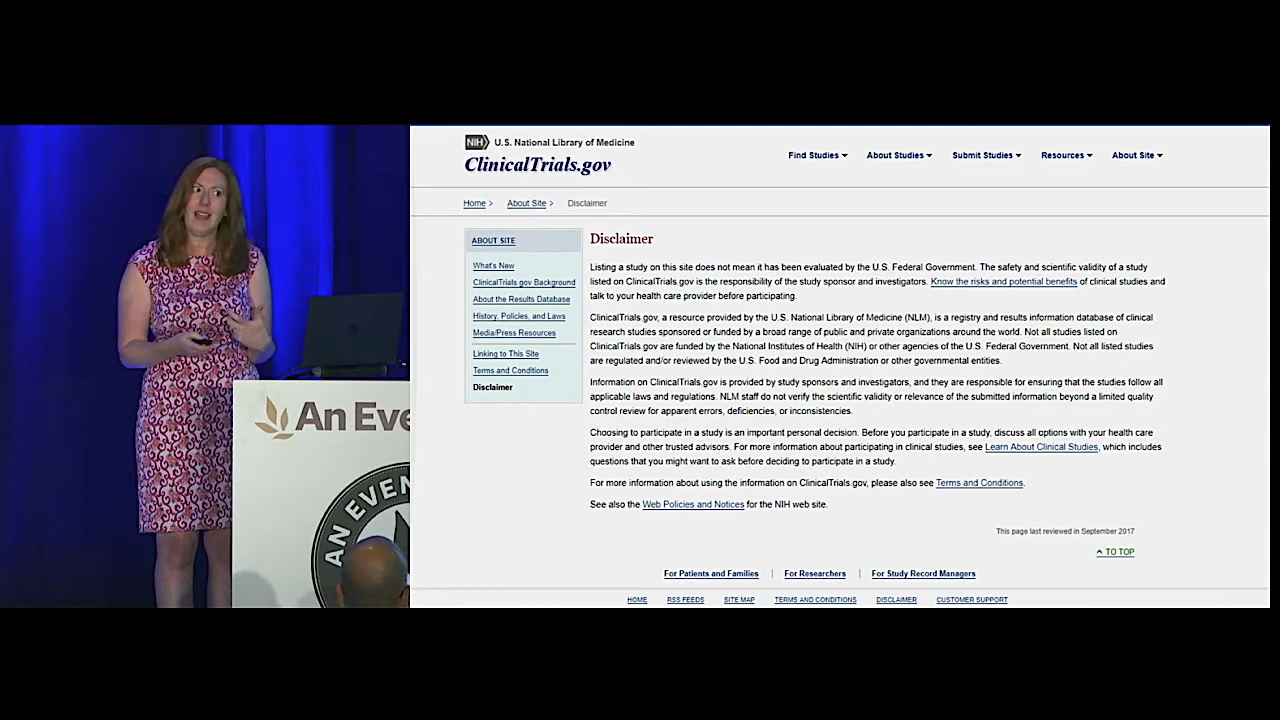 An Eve
AN EVEN
NIH U.S. National Library of Medicine
ClinicalTrials.gov
Find Studies About Studies Submit Studies Resources About Site
Home > About Site > Disclaimer
ABOUT SITE
What's New
ClinicalTrials.gov Background
About the Results Database
History, Policies, and Laws
Media/Press Resources
Linking to This Site
Terms and Conditions
Disclaimer
Disclaimer
Listing a study on this site does not mean it has been evaluated by the U.S. Federal Government. The safety and scientific validity of a study
listed on ClinicalTrials.gov is the responsibility of the study sponsor and investigators. Know the risks and potential benefits of clinical studies and
talk to your health care provider before participating.
ClinicalTrials.gov, a resource provided by the U.S. National Library of Medicine (NLM), is a registry and results information database of clinical
research studies sponsored or funded by a broad range of public and private organizations around the world. Not all studies listed on
ClinicalTrials.gov are funded by the National Institutes of Health (NIH) or other agencies of the U.S. Federal Government. Not all listed studies
are regulated and/or reviewed by the U.S. Food and Drug Administration or other governmental entities.
Information on ClinicalTrials.gov is provided by study sponsors and investigators, and they are responsible for ensuring that the studies follow all
applicable laws and regulations. NLM staff do not verify the scientific validity or relevance of the submitted information beyond a limited quality
control review for apparent errors, deficiencies, or inconsistencies.
Choosing to participate in a study is an important personal decision. Before you participate in a study, discuss all options with your health care
provider and other trusted advisors. For more information about participating in clinical studies, see Learn About Clinical Studies, which includes
questions that you might want to ask before deciding to participate in a study.
For more information about using the information on ClinicalTrials.gov, please also see Terms and Conditions.
See also the Web Policies and Notices for the NIH web site.
This page last reviewed in September 2017
TO TOP
For Patients and Families | For Researchers | For Study Record Managers
HOME RSS FEEDS SITE MAP TERMS AND CONDITIONS DISCLAIMER CUSTOMER SUPPORT